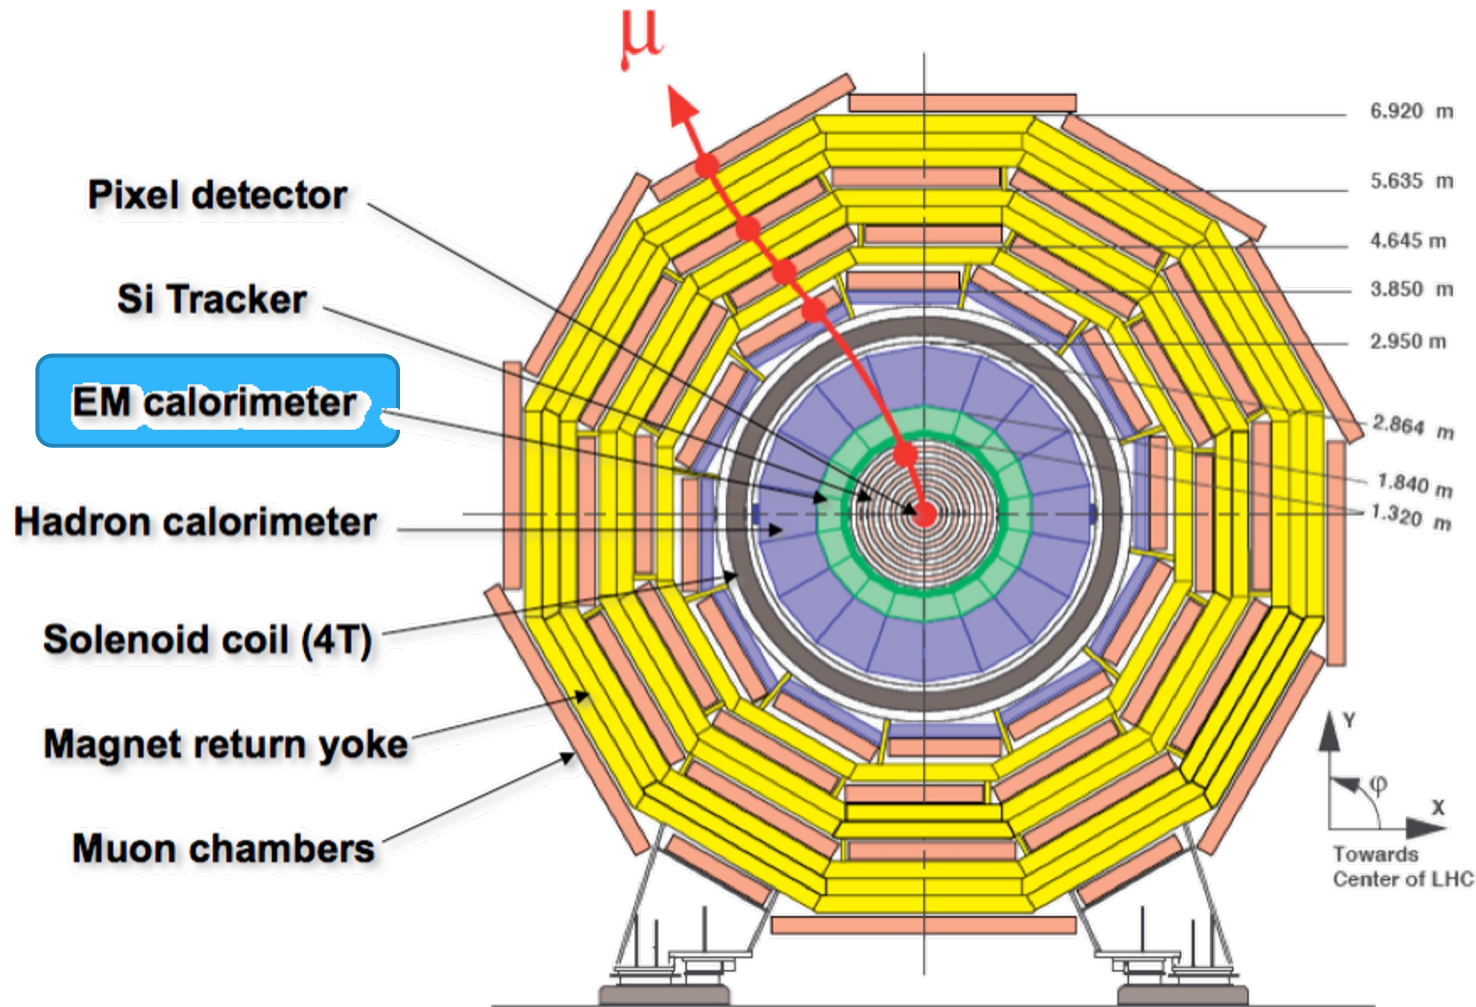 μ
6.920 m
5.635 m
4.645 m
3.850 m
2.950 m
2.864 m
1.840 m
1.320 m
Pixel detector
Si Tracker
EM calorimeter
Hadron calorimeter
Solenoid coil (4T)
Magnet return yoke
Muon chambers
Y
φ
X
Towards
Center of LHC